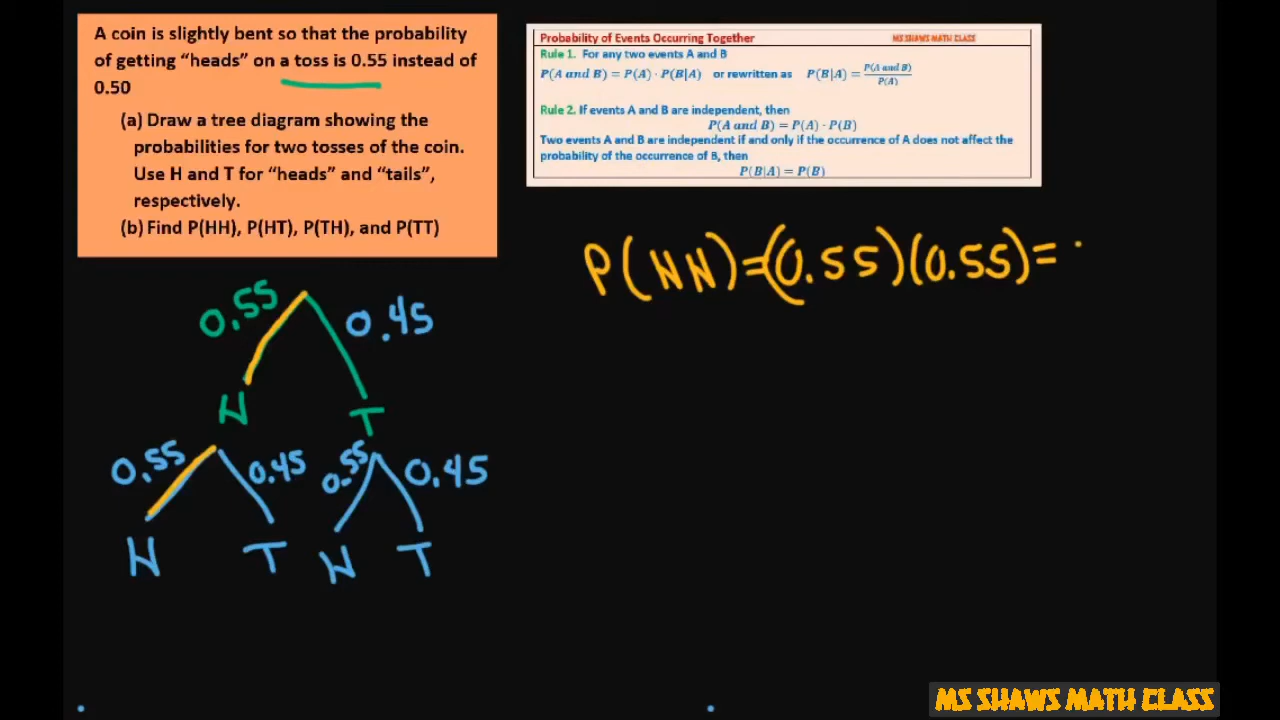 A coin is slightly bent so that the probability
of getting “heads” on a toss is 0.55 instead of
0.50
(a) Draw a tree diagram showing the
probabilities for two tosses of the coin.
Use H and T for “heads” and “tails”,
respectively.
(b) Find P(HH), P(HT), P(TH), and P(TT)
Probability of Events Occurring Together MS SHAWS MATH CLASS
Rule 1. For any two events A and B
P(A and B) = P(A) · P(B|A) or rewritten as P(B|A) = P(A and B)/P(A)
Rule 2. If events A and B are independent, then
P(A and B) = P(A) · P(B)
Two events A and B are independent if and only if the occurrence of A does not affect the
probability of the occurrence of B, then
P(B|A) = P(B)
P(HH)=(0.55)(0.55)=
0.55 0.45
H T
0.55 0.45 0.55 0.45
H T H T
MS SHAWS MATH CLASS